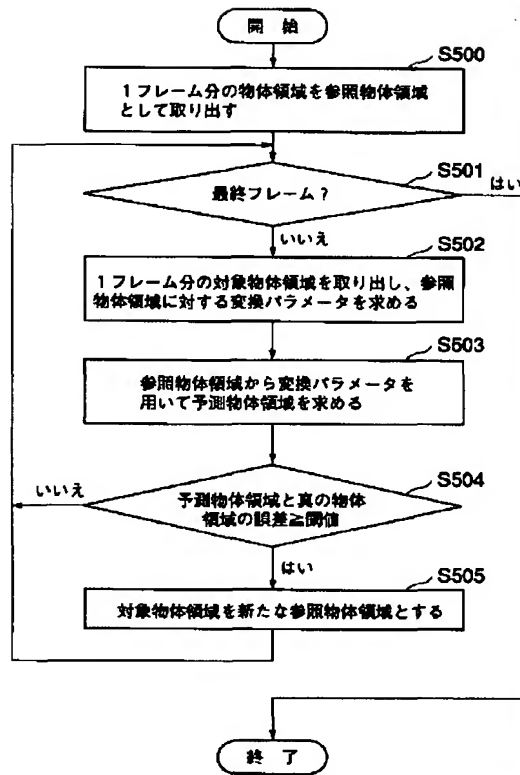 開 始
S500
1フレーム分の物体領域を参照物体領域
として取り出す
S501
最終フレーム?
はい
いいえ
S502
1フレーム分の対象物体領域を取り出し、参照
物体領域に対する変換パラメータを求める
S503
参照物体領域から変換パラメータを
用いて予測物体領域を求める
S504
いいえ
予測物体領域と真の物体
領域の誤差≧閾値
はい
S505
対象物体領域を新たな参照物体領域とする
終 了